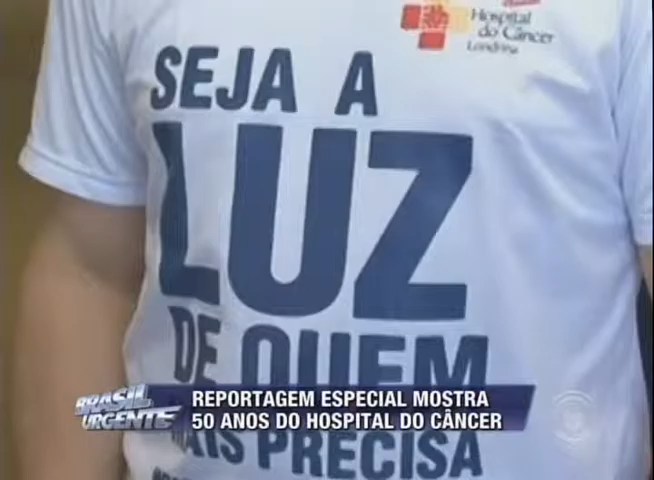 Hospital
do Câncer
Londrina
SEJA A
LUZ
DE QUEM
MAIS PRECISA
BRASIL
URGENTE
REPORTAGEM ESPECIAL MOSTRA
50 ANOS DO HOSPITAL DO CÂNCER